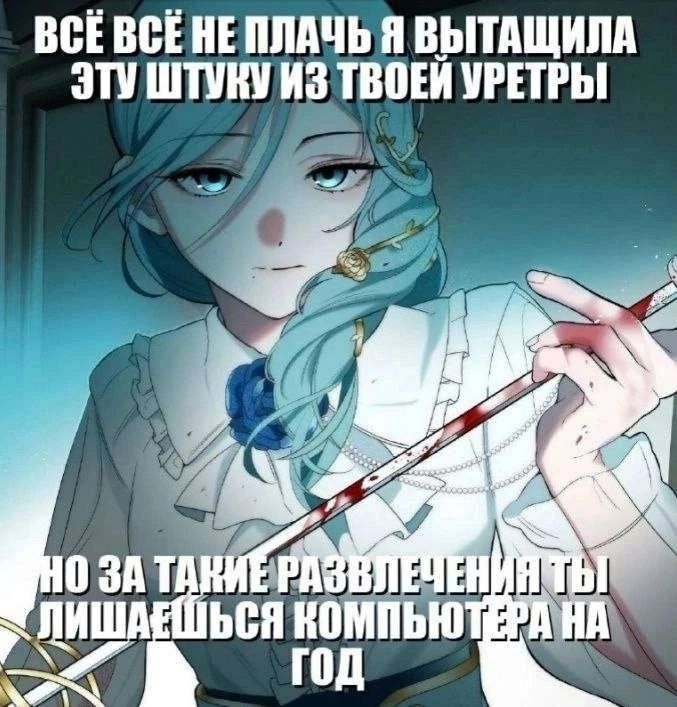 ВСЁ ВСЁ НЕ ПЛАЧЬ Я ВЫТАЩИЛА
ЭТУ ШТУКУ ИЗ ТВОЕЙ УРЕТРЫ
НО ЗА ТАКИЕ РАЗВЛЕЧЕНИЯ ТЫ
ЛИШАЕШЬСЯ КОМПЬЮТЕРА НА
ГОД